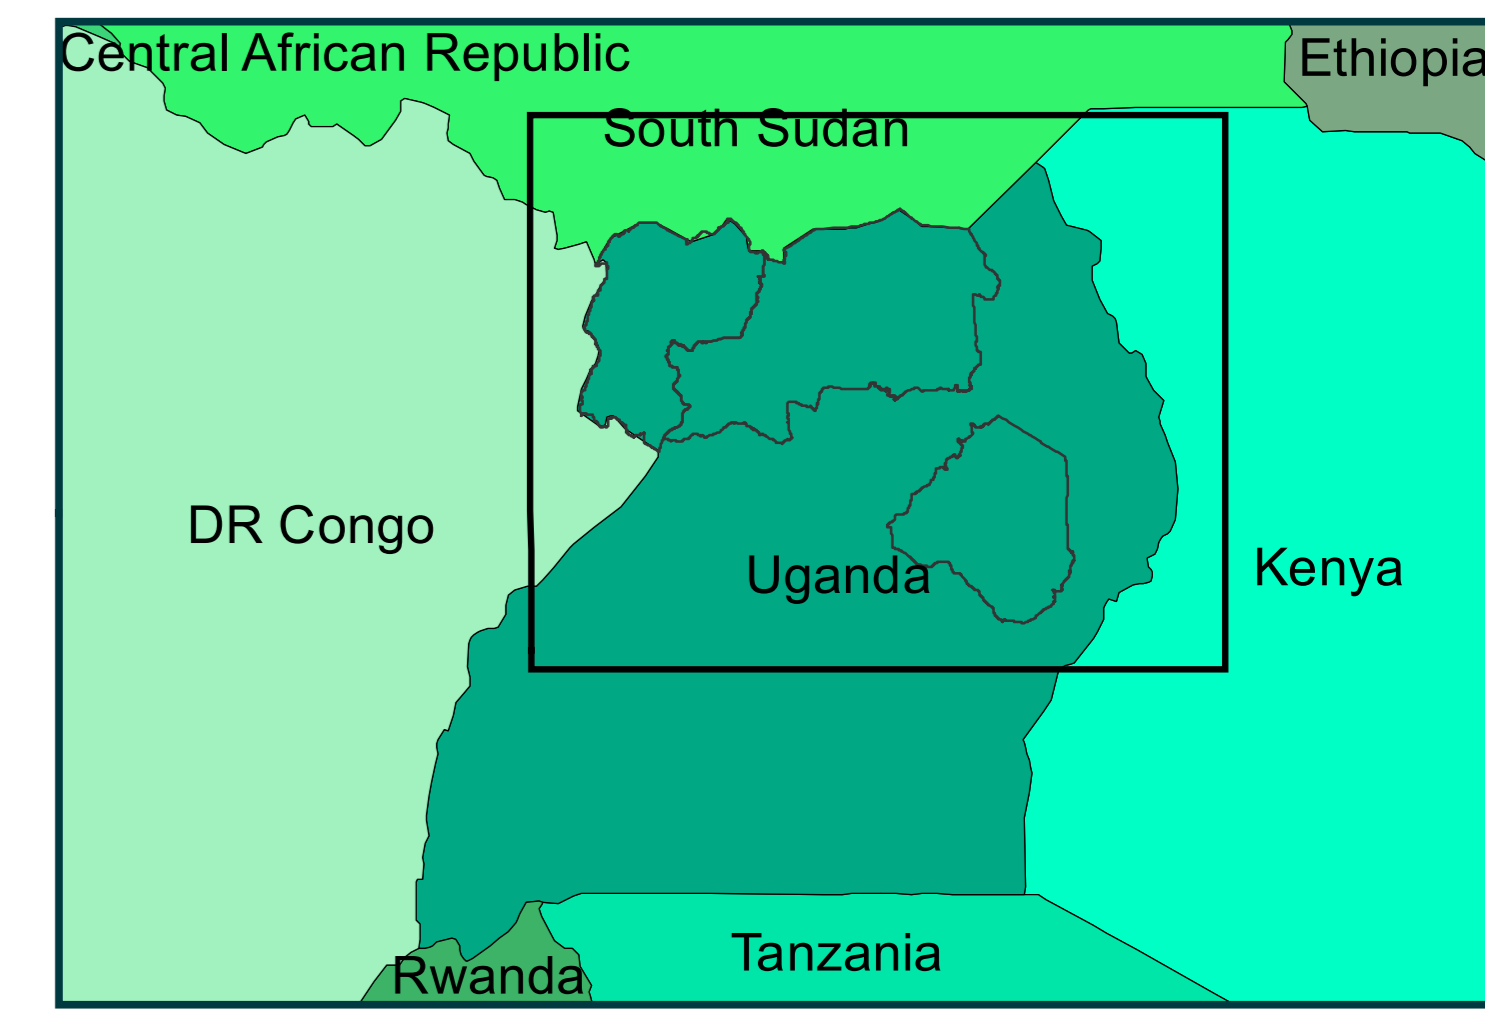 Central African Republic
Ethiopia
South Sudan
DR Congo
Uganda
Kenya
Tanzania
Rwanda